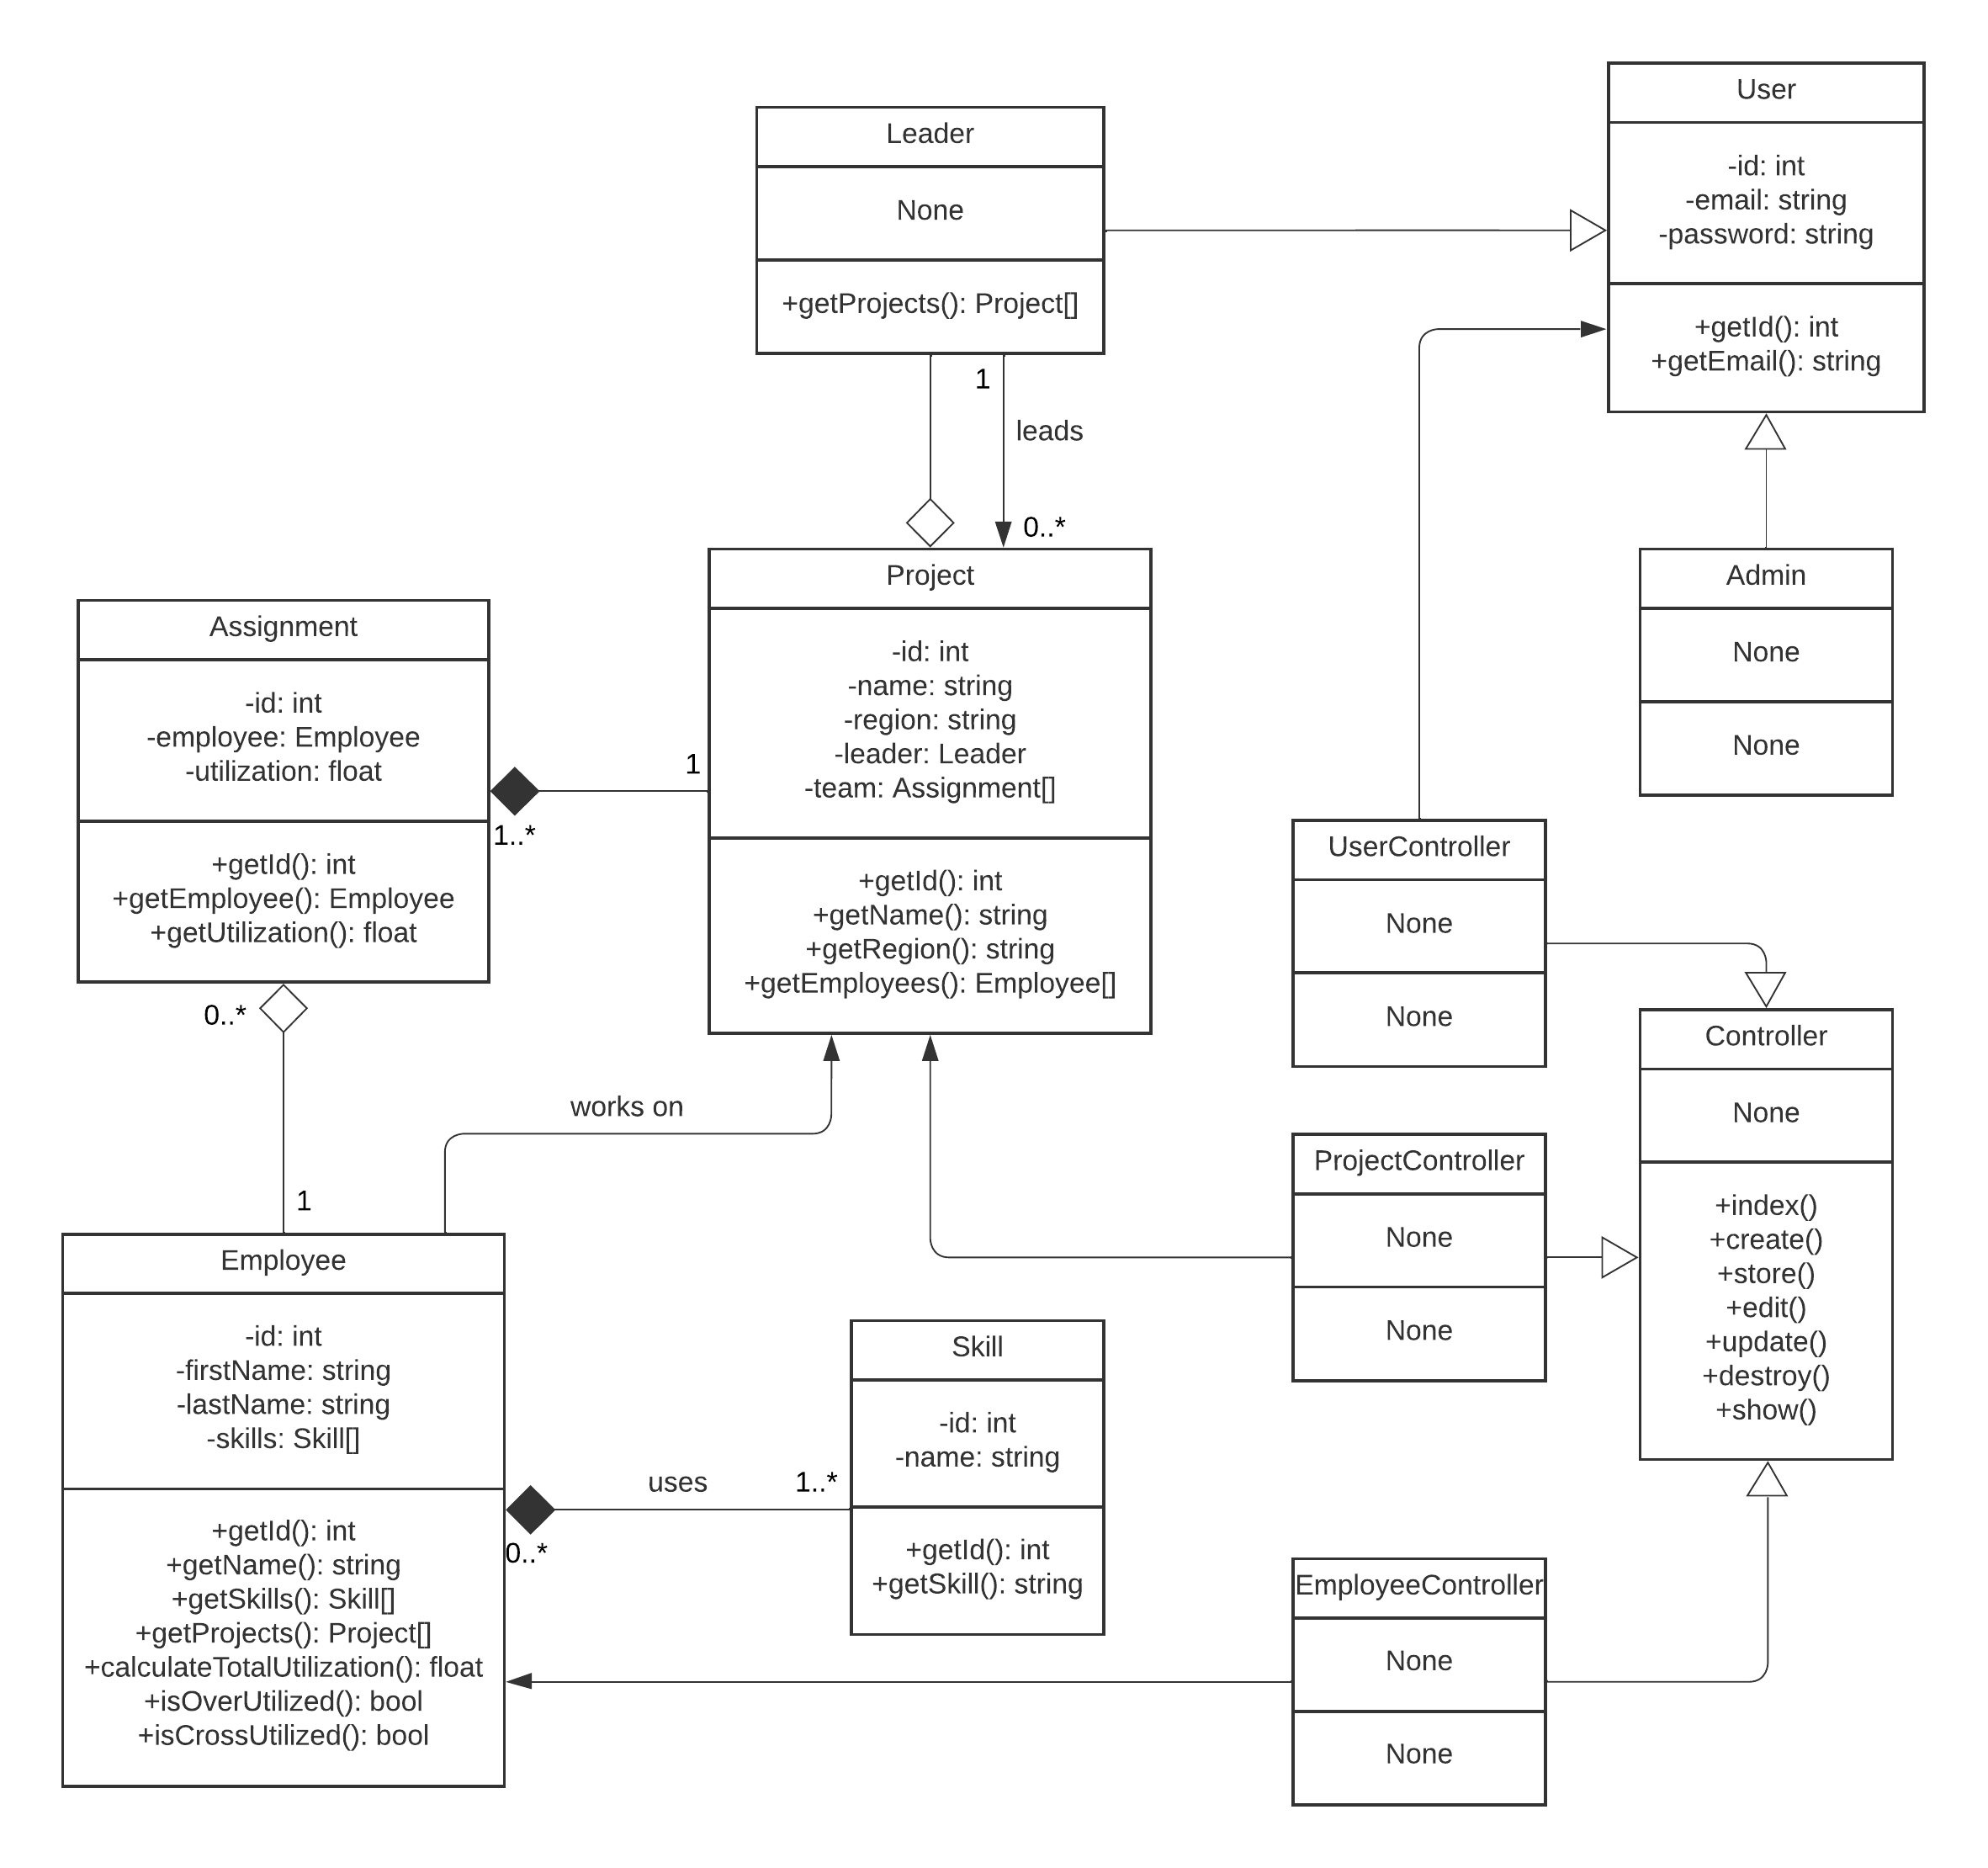 User
-id: int
-email: string
-password: string
+getId(): int
+getEmail(): string
Leader
None
+getProjects(): Project[]
1
leads
0..*
Project
-id: int
-name: string
-region: string
-leader: Leader
-team: Assignment[]
+getId(): int
+getName(): string
+getRegion(): string
+getEmployees(): Employee[]
Admin
None
None
Assignment
-id: int
-employee: Employee
-utilization: float
+getId(): int
+getEmployee(): Employee
+getUtilization(): float
1
1..*
0..*
1
works on
UserController
None
None
Controller
None
+index()
+create()
+store()
+edit()
+update()
+destroy()
+show()
ProjectController
None
None
Employee
-id: int
-firstName: string
-lastName: string
-skills: Skill[]
+getId(): int
+getName(): string
+getSkills(): Skill[]
+getProjects(): Project[]
+calculateTotalUtilization(): float
+isOverUtilized(): bool
+isCrossUtilized(): bool
uses
1..*
0..*
Skill
-id: int
-name: string
+getId(): int
+getSkill(): string
EmployeeController
None
None